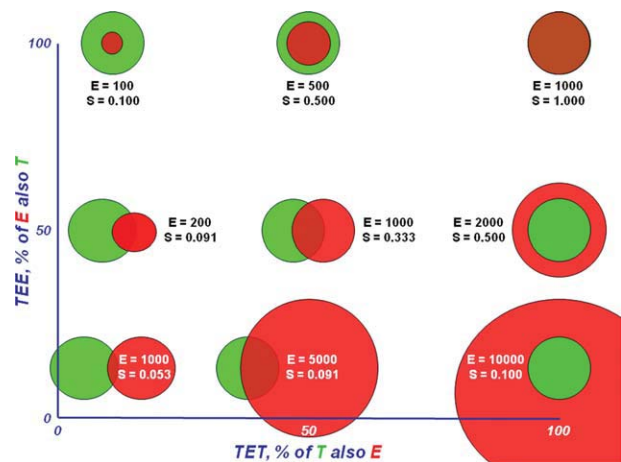 100
E = 100
S = 0.100
E = 500
S = 0.500
E = 1000
S = 1.000
TEE, % of E also T
50
E = 200
S = 0.091
E = 1000
S = 0.333
E = 2000
S = 0.500
E = 1000
S = 0.053
E = 5000
S = 0.091
E = 10000
S = 0.100
0
0
50
100
TET, % of T also E